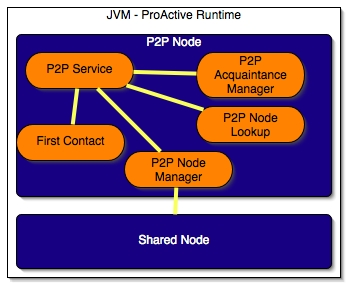 JVM - ProActive Runtime
P2P Node
P2P Service
P2P
Acquaintance
Manager
P2P Node
Lookup
First Contact
P2P Node
Manager
Shared Node